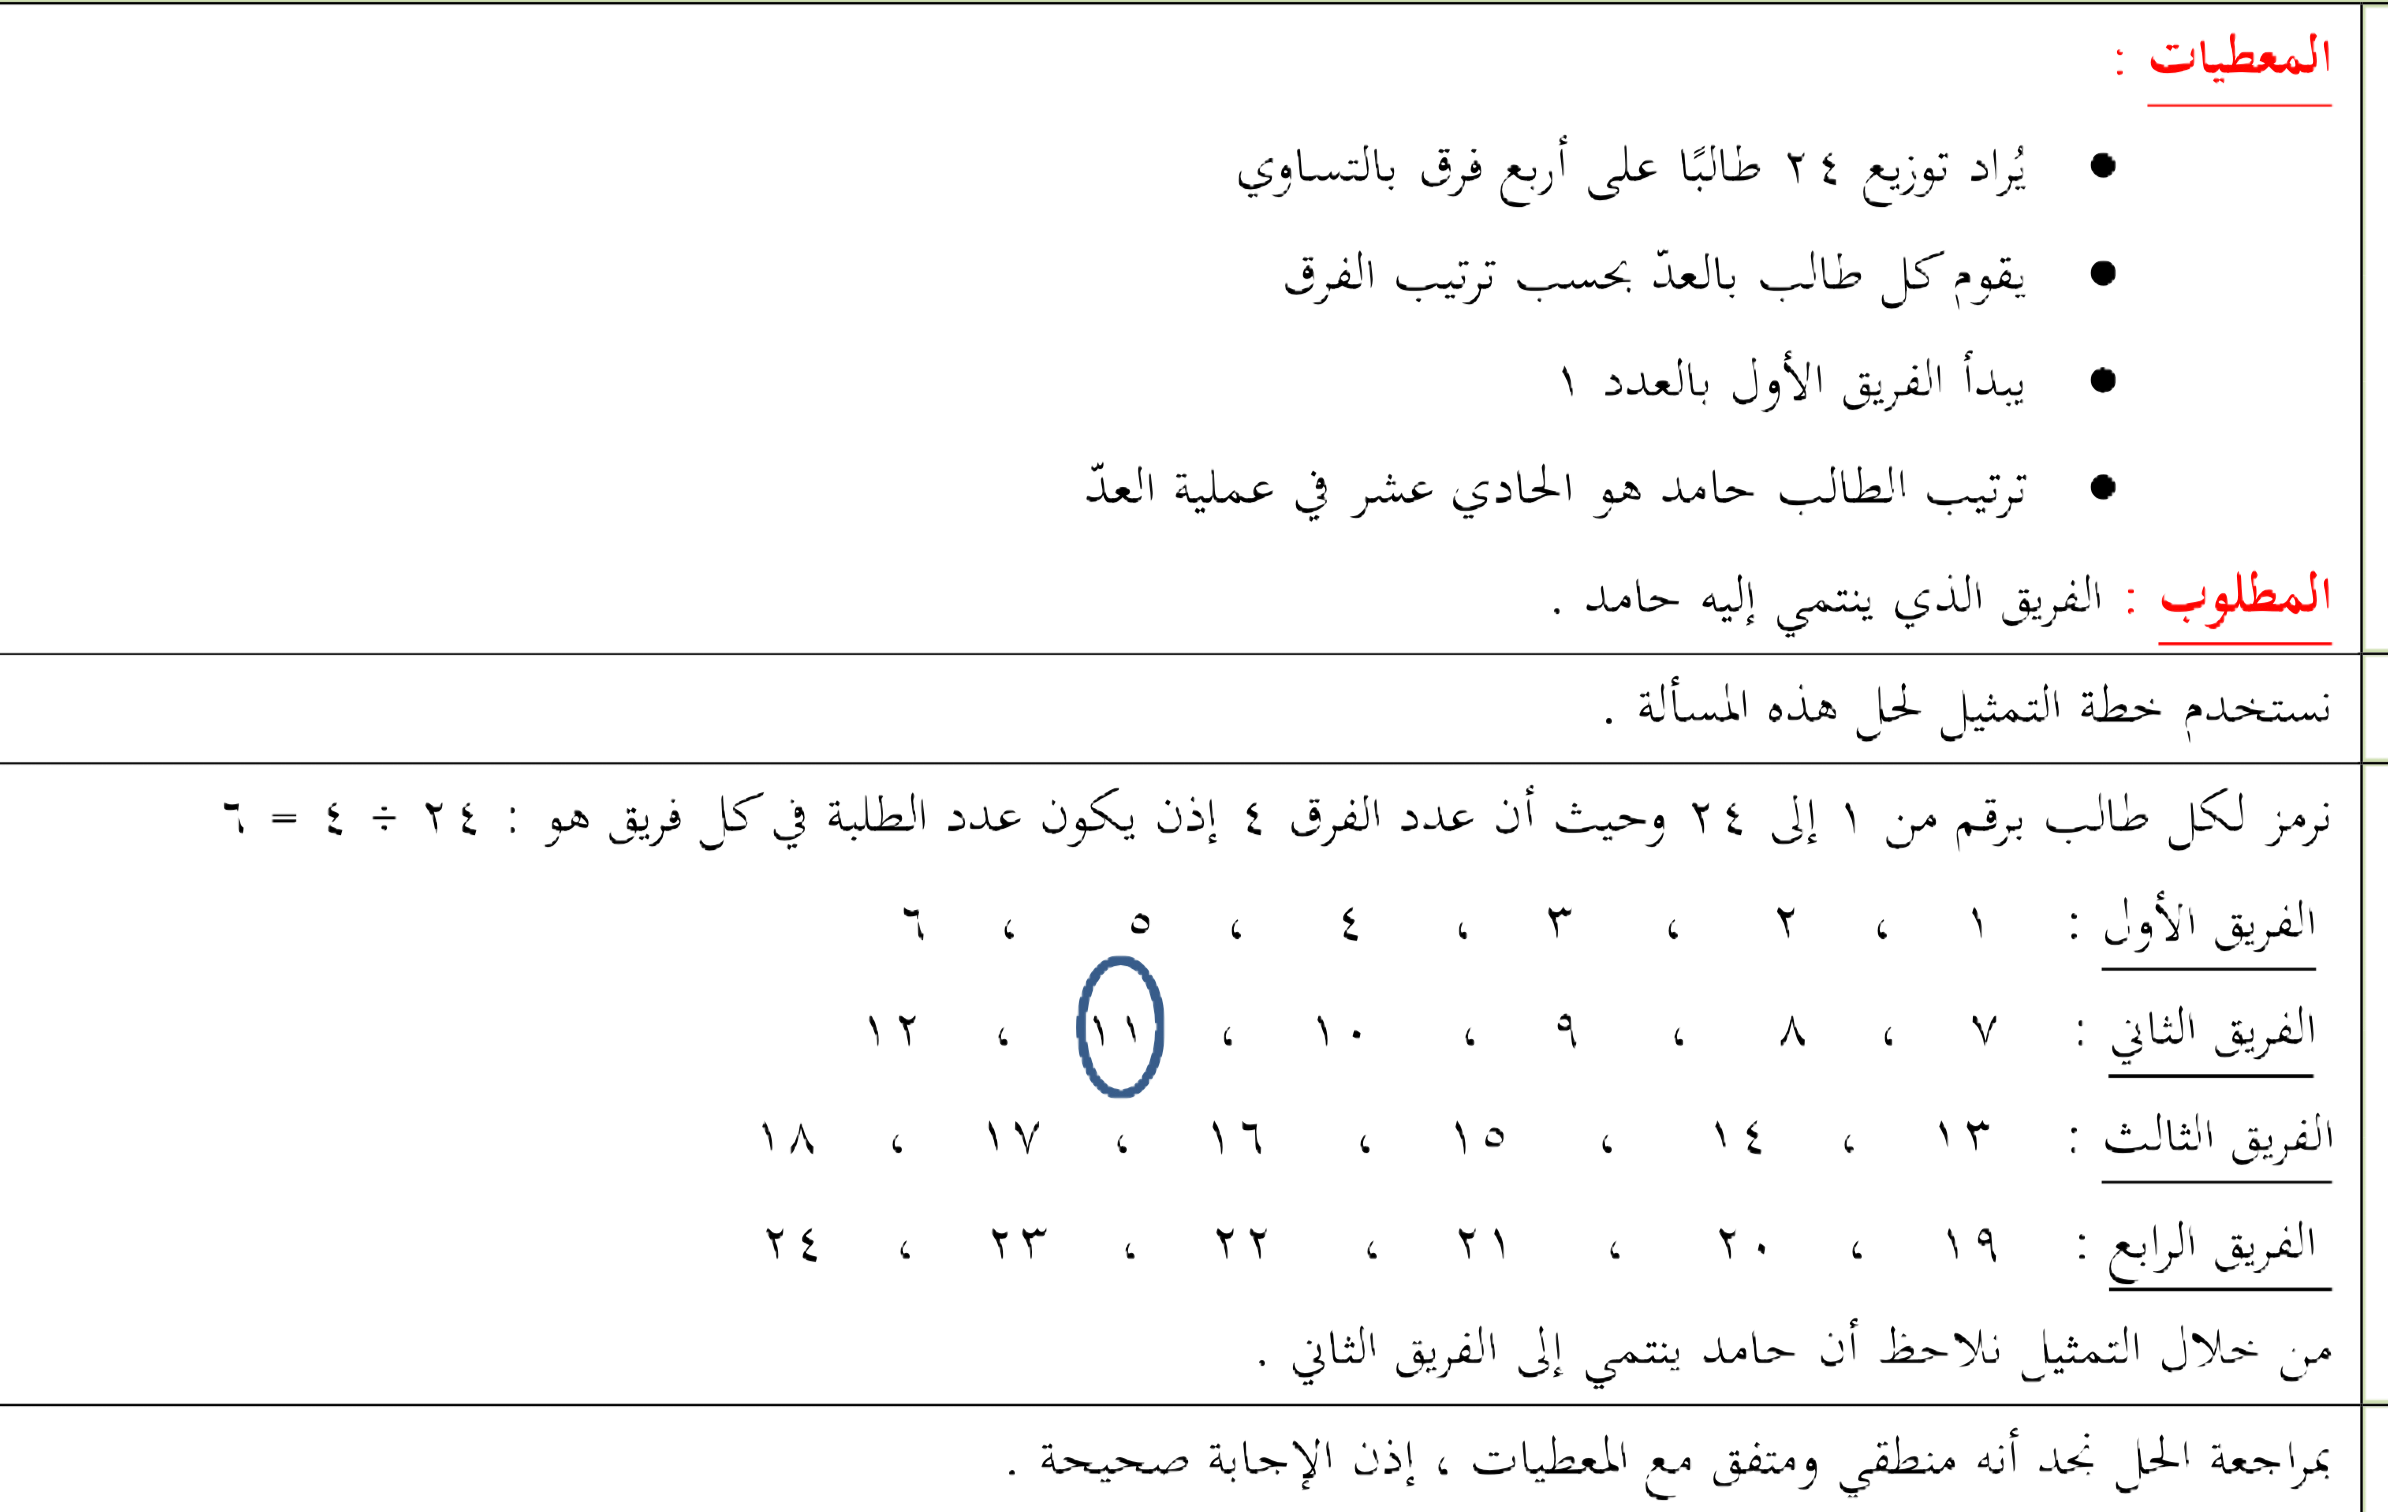 المعطيات :
● يُراد توزيع ٢٤ طالبًا على أربع فرق بالتساوي
● يقوم كل طالب بالعدّ بحسب ترتيب الفرق
● يبدأ الفريق الأول بالعدد ١
● ترتيب الطالب حامد هو الحادي عشر في عملية العدّ
المطلوب : الفريق الذي ينتمي إليه حامد .
نستخدم خطة التمثيل لحل هذه المسألة .
نرمز لكل طالب برقم من ١ إلى ٢٤ وحيث أن عدد الفرق ٤ إذن يكون عدد الطلبة في كل فريق هو : ٢٤ ÷ ٤ = ٦
الفريق الأول : ١ ، ٢ ، ٣ ، ٤ ، ٥ ، ٦
الفريق الثاني : ٧ ، ٨ ، ٩ ، ١٠ ، ١١ ، ١٢
الفريق الثالث : ١٣ ، ١٤ ، ١٥ ، ١٦ ، ١٧ ، ١٨
الفريق الرابع : ١٩ ، ٢٠ ، ٢١ ، ٢٢ ، ٢٣ ، ٢٤
من خلال التمثيل نلاحظ أن حامد ينتمي إلى الفريق الثاني .
بمراجعة الحل نجد أنه منطقي ومتفق مع المعطيات ، إذن الإجابة صحيحة .